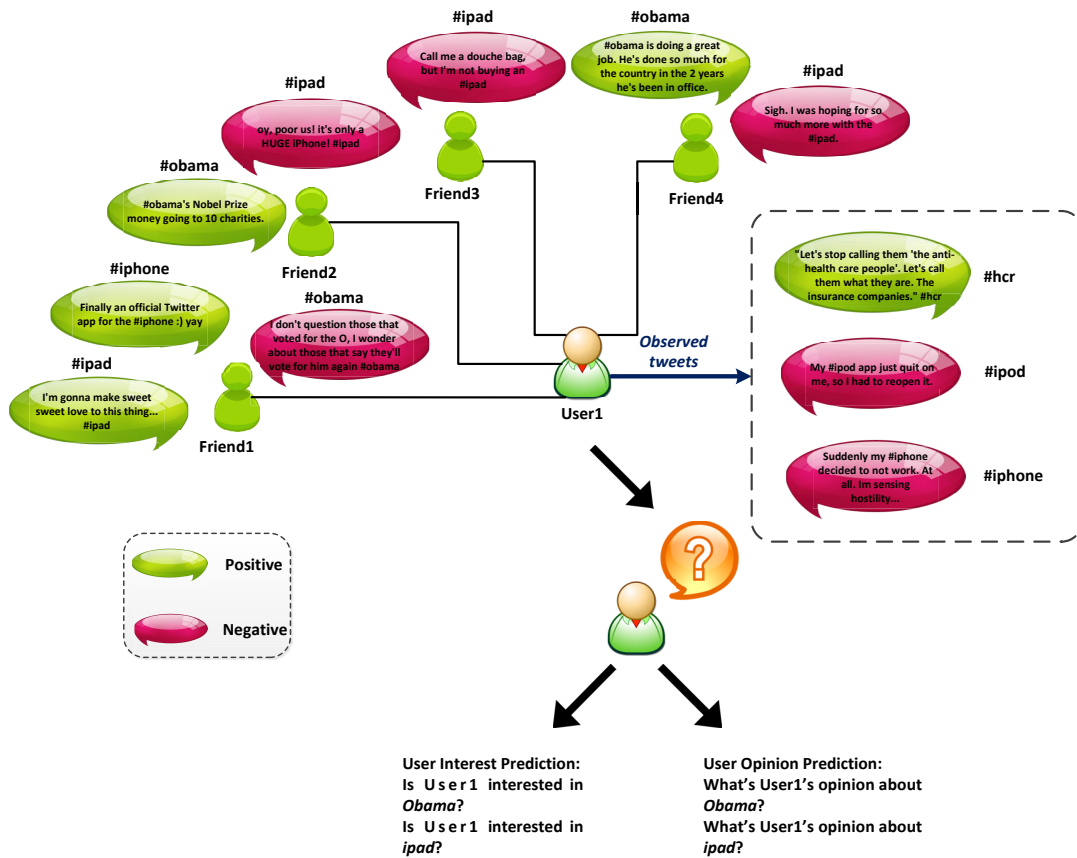 #ipad
Call me a douche bag,
but I'm not buying an
#ipad
Friend3
#obama
#obama is doing a great
job. He's done so much for
the country in the 2 years
he's been in office.
#ipad
Sigh. I was hoping for so
much more with the
#ipad.
Friend4
#ipad
oy, poor us! it's only a
HUGE iPhone! #ipad
#obama
#obama's Nobel Prize
money going to 10 charities.
Friend2
#iphone
Finally an official Twitter
app for the #iphone :) yay
#obama
I don't question those that
voted for the O, I wonder
about those that say they'll
vote for him again #obama
#ipad
I'm gonna make sweet
sweet love to this thing...
#ipad
Friend1
User1
Observed
tweets
"Let's stop calling them 'the anti-
health care people'. Let's call
them what they are. The
insurance companies." #hcr
#hcr
My #ipod app just quit on
me, so I had to reopen it.
#ipod
Suddenly my #iphone
decided to not work. At
all. Im sensing
hostility...
#iphone
Positive
Negative
?
User Interest Prediction:
Is User1 interested in
Obama?
Is User1 interested in
ipad?
User Opinion Prediction:
What's User1's opinion about
Obama?
What's User1's opinion about
ipad?